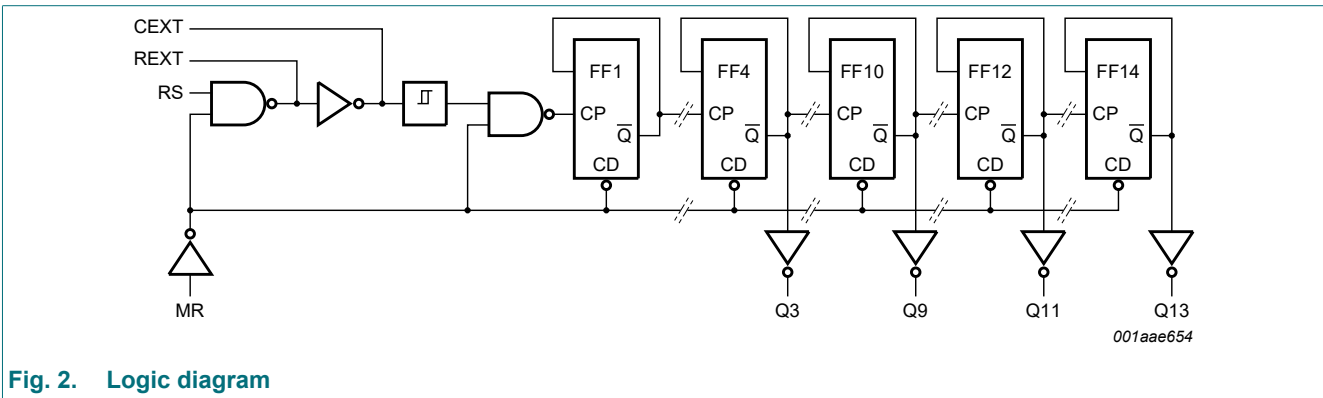 CEXT
REXT
RS
FF1 FF4 FF10 FF12 FF14
CP CP CP CP CP
Q Q Q Q Q
CD CD CD CD CD
MR Q3 Q9 Q11 Q13
001aae654
Fig. 2. Logic diagram